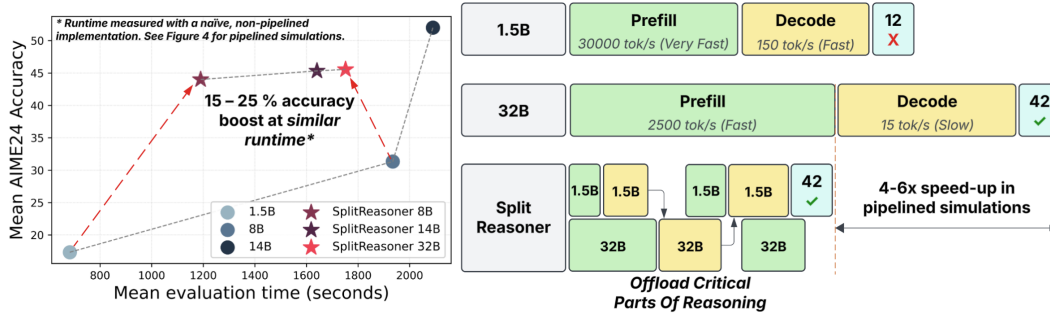 * Runtime measured with a naïve, non-pipelined
implementation. See Figure 4 for pipelined simulations.
Mean AIME24 Accuracy
50
45
40
35
30
25
20
15 – 25 % accuracy
boost at similar
runtime*
1.5B
8B
14B
SplitReasoner 8B
SplitReasoner 14B
SplitReasoner 32B
800 1000 1200 1400 1600 1800 2000
Mean evaluation time (seconds)
1.5B
Prefill
30000 tok/s (Very Fast)
Decode
150 tok/s (Fast)
12
X
32B
Prefill
2500 tok/s (Fast)
Decode
15 tok/s (Slow)
42
✓
Split
Reasoner
1.5B 1.5B 1.5B 1.5B
42
✓
32B 32B 32B
4-6x speed-up in
pipelined simulations
Offload Critical
Parts Of Reasoning